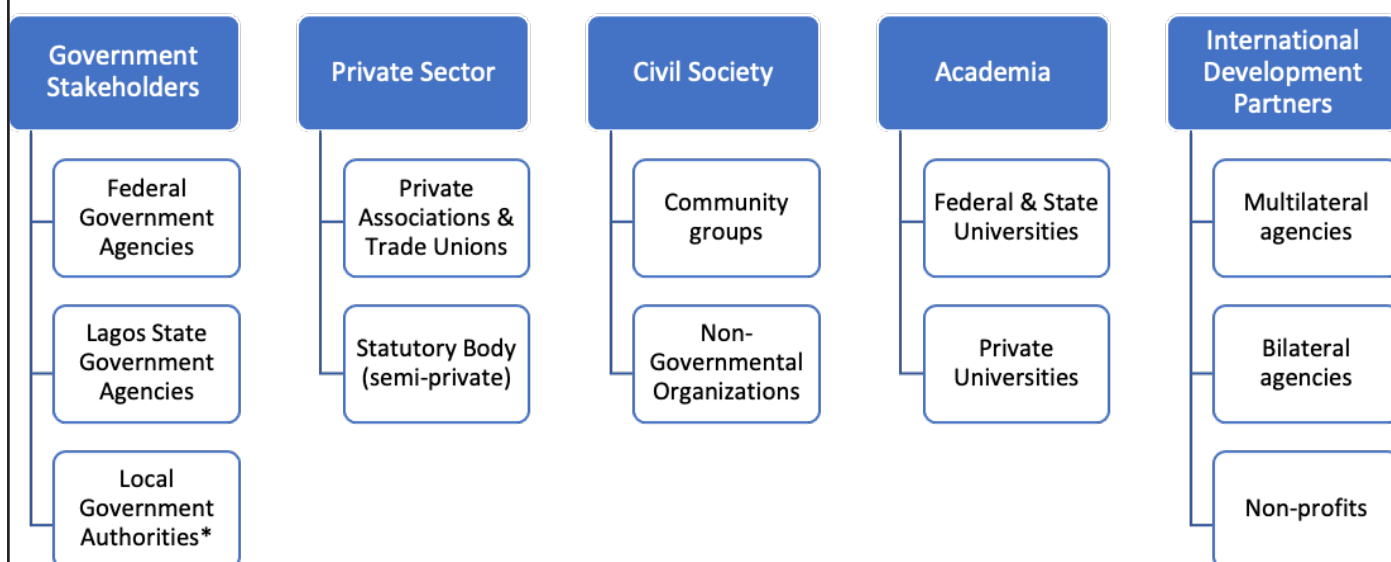 Government
Stakeholders
Federal
Government
Agencies
Lagos State
Government
Agencies
Local
Government
Authorities*
Private Sector
Private
Associations &
Trade Unions
Statutory Body
(semi-private)
Civil Society
Community
groups
Non-
Governmental
Organizations
Academia
Federal & State
Universities
Private
Universities
International
Development
Partners
Multilateral
agencies
Bilateral
agencies
Non-profits